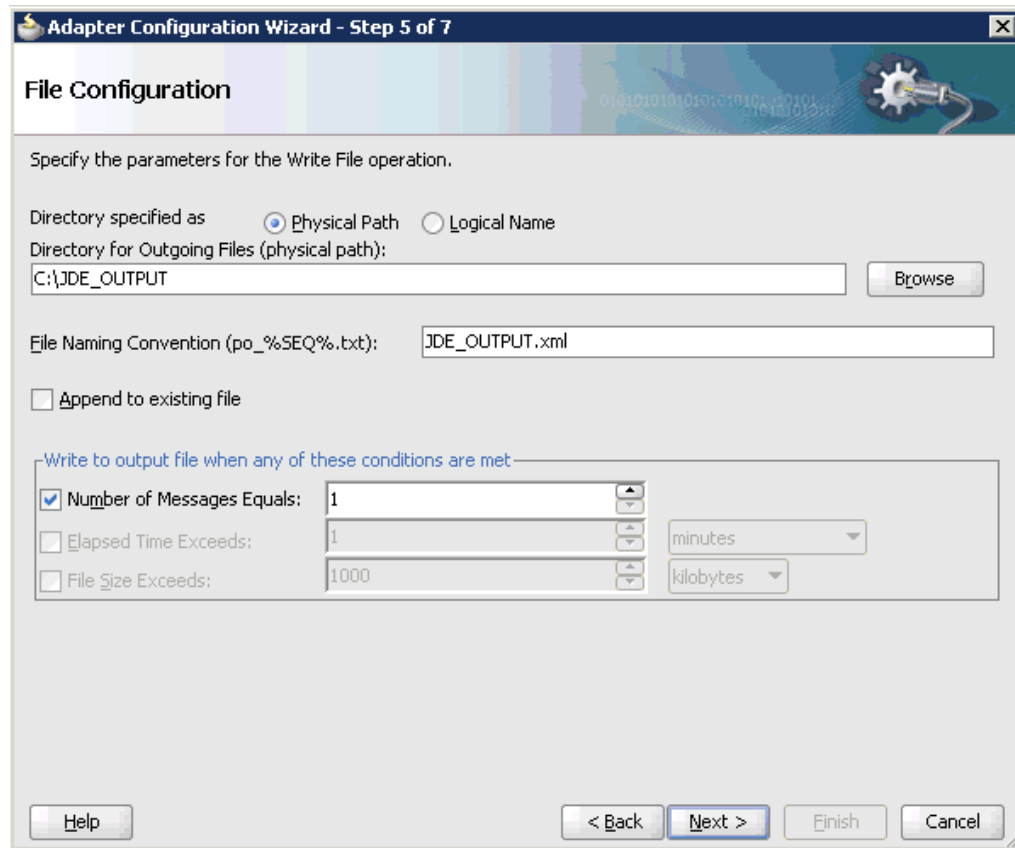 Adapter Configuration Wizard - Step 5 of 7
File Configuration
Specify the parameters for the Write File operation.
Directory specified as Physical Path Logical Name
Directory for Outgoing Files (physical path):
C:\JDE_OUTPUT Browse
File Naming Convention (po_%SEQ%.txt): JDE_OUTPUT.xml
Append to existing file
Write to output file when any of these conditions are met
Number of Messages Equals: 1
Elapsed Time Exceeds: 1 minutes
File Size Exceeds: 1000 kilobytes
Help < Back Next > Finish Cancel